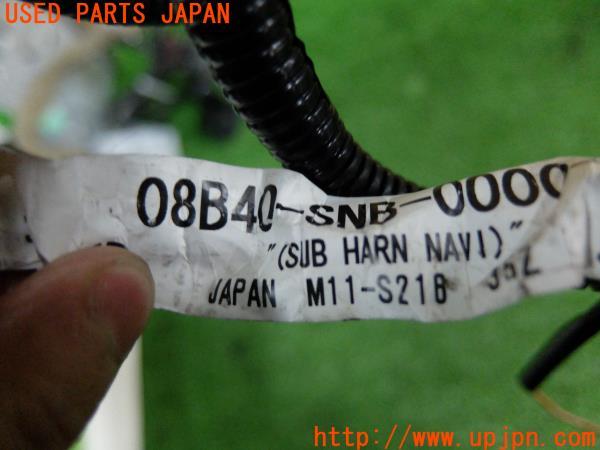 USED PARTS JAPAN
08B40-SNB-0000
"(SUB HARN NAVI)"
JAPAN M11-S218
http://www.upjpn.com